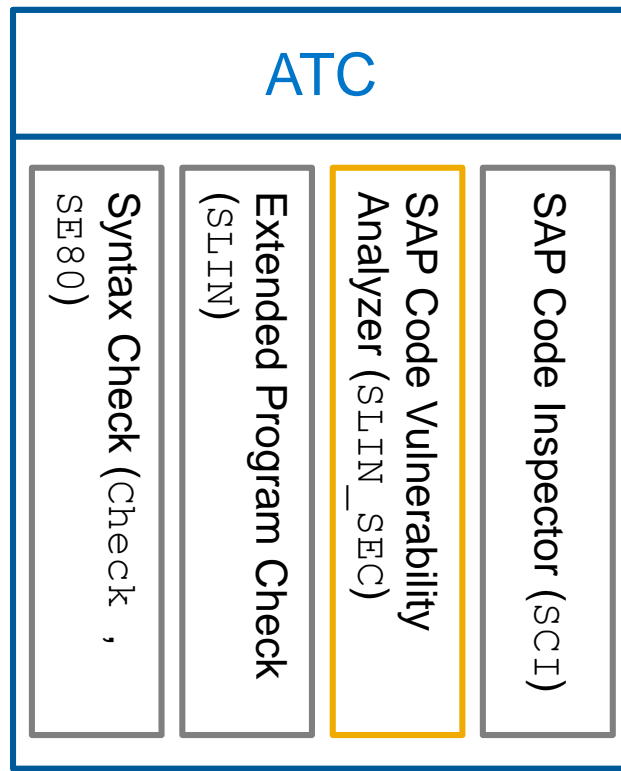 ATC
Syntax Check (Check ,
SE80)
Extended Program Check
(SLIN)
SAP Code Vulnerability
Analyzer (SLIN_SEC)
SAP Code Inspector (SCI)